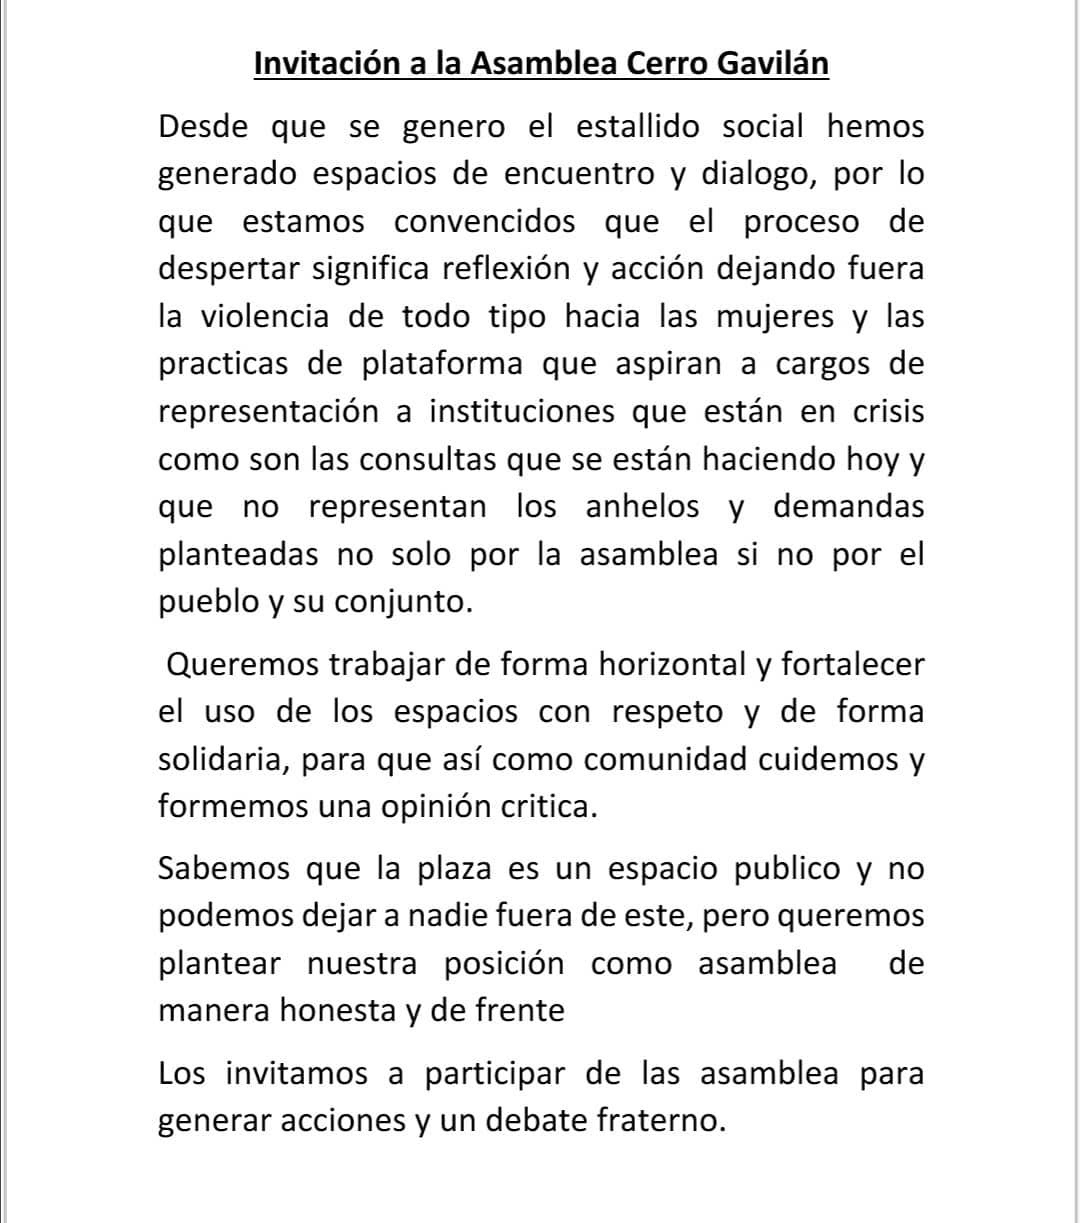 Invitación a la Asamblea Cerro Gavilán
Desde que se genero el estallido social hemos
generado espacios de encuentro y dialogo, por lo
que estamos convencidos que el proceso de
despertar significa reflexión y acción dejando fuera
la violencia de todo tipo hacia las mujeres y las
practicas de plataforma que aspiran a cargos de
representación a instituciones que están en crisis
como son las consultas que se están haciendo hoy y
que no representan los anhelos y demandas
planteadas no solo por la asamblea si no por el
pueblo y su conjunto.
Queremos trabajar de forma horizontal y fortalecer
el uso de los espacios con respeto y de forma
solidaria, para que así como comunidad cuidemos y
formemos una opinión critica.
Sabemos que la plaza es un espacio publico y no
podemos dejar a nadie fuera de este, pero queremos
plantear nuestra posición como asamblea de
manera honesta y de frente
Los invitamos a participar de las asamblea para
generar acciones y un debate fraterno.